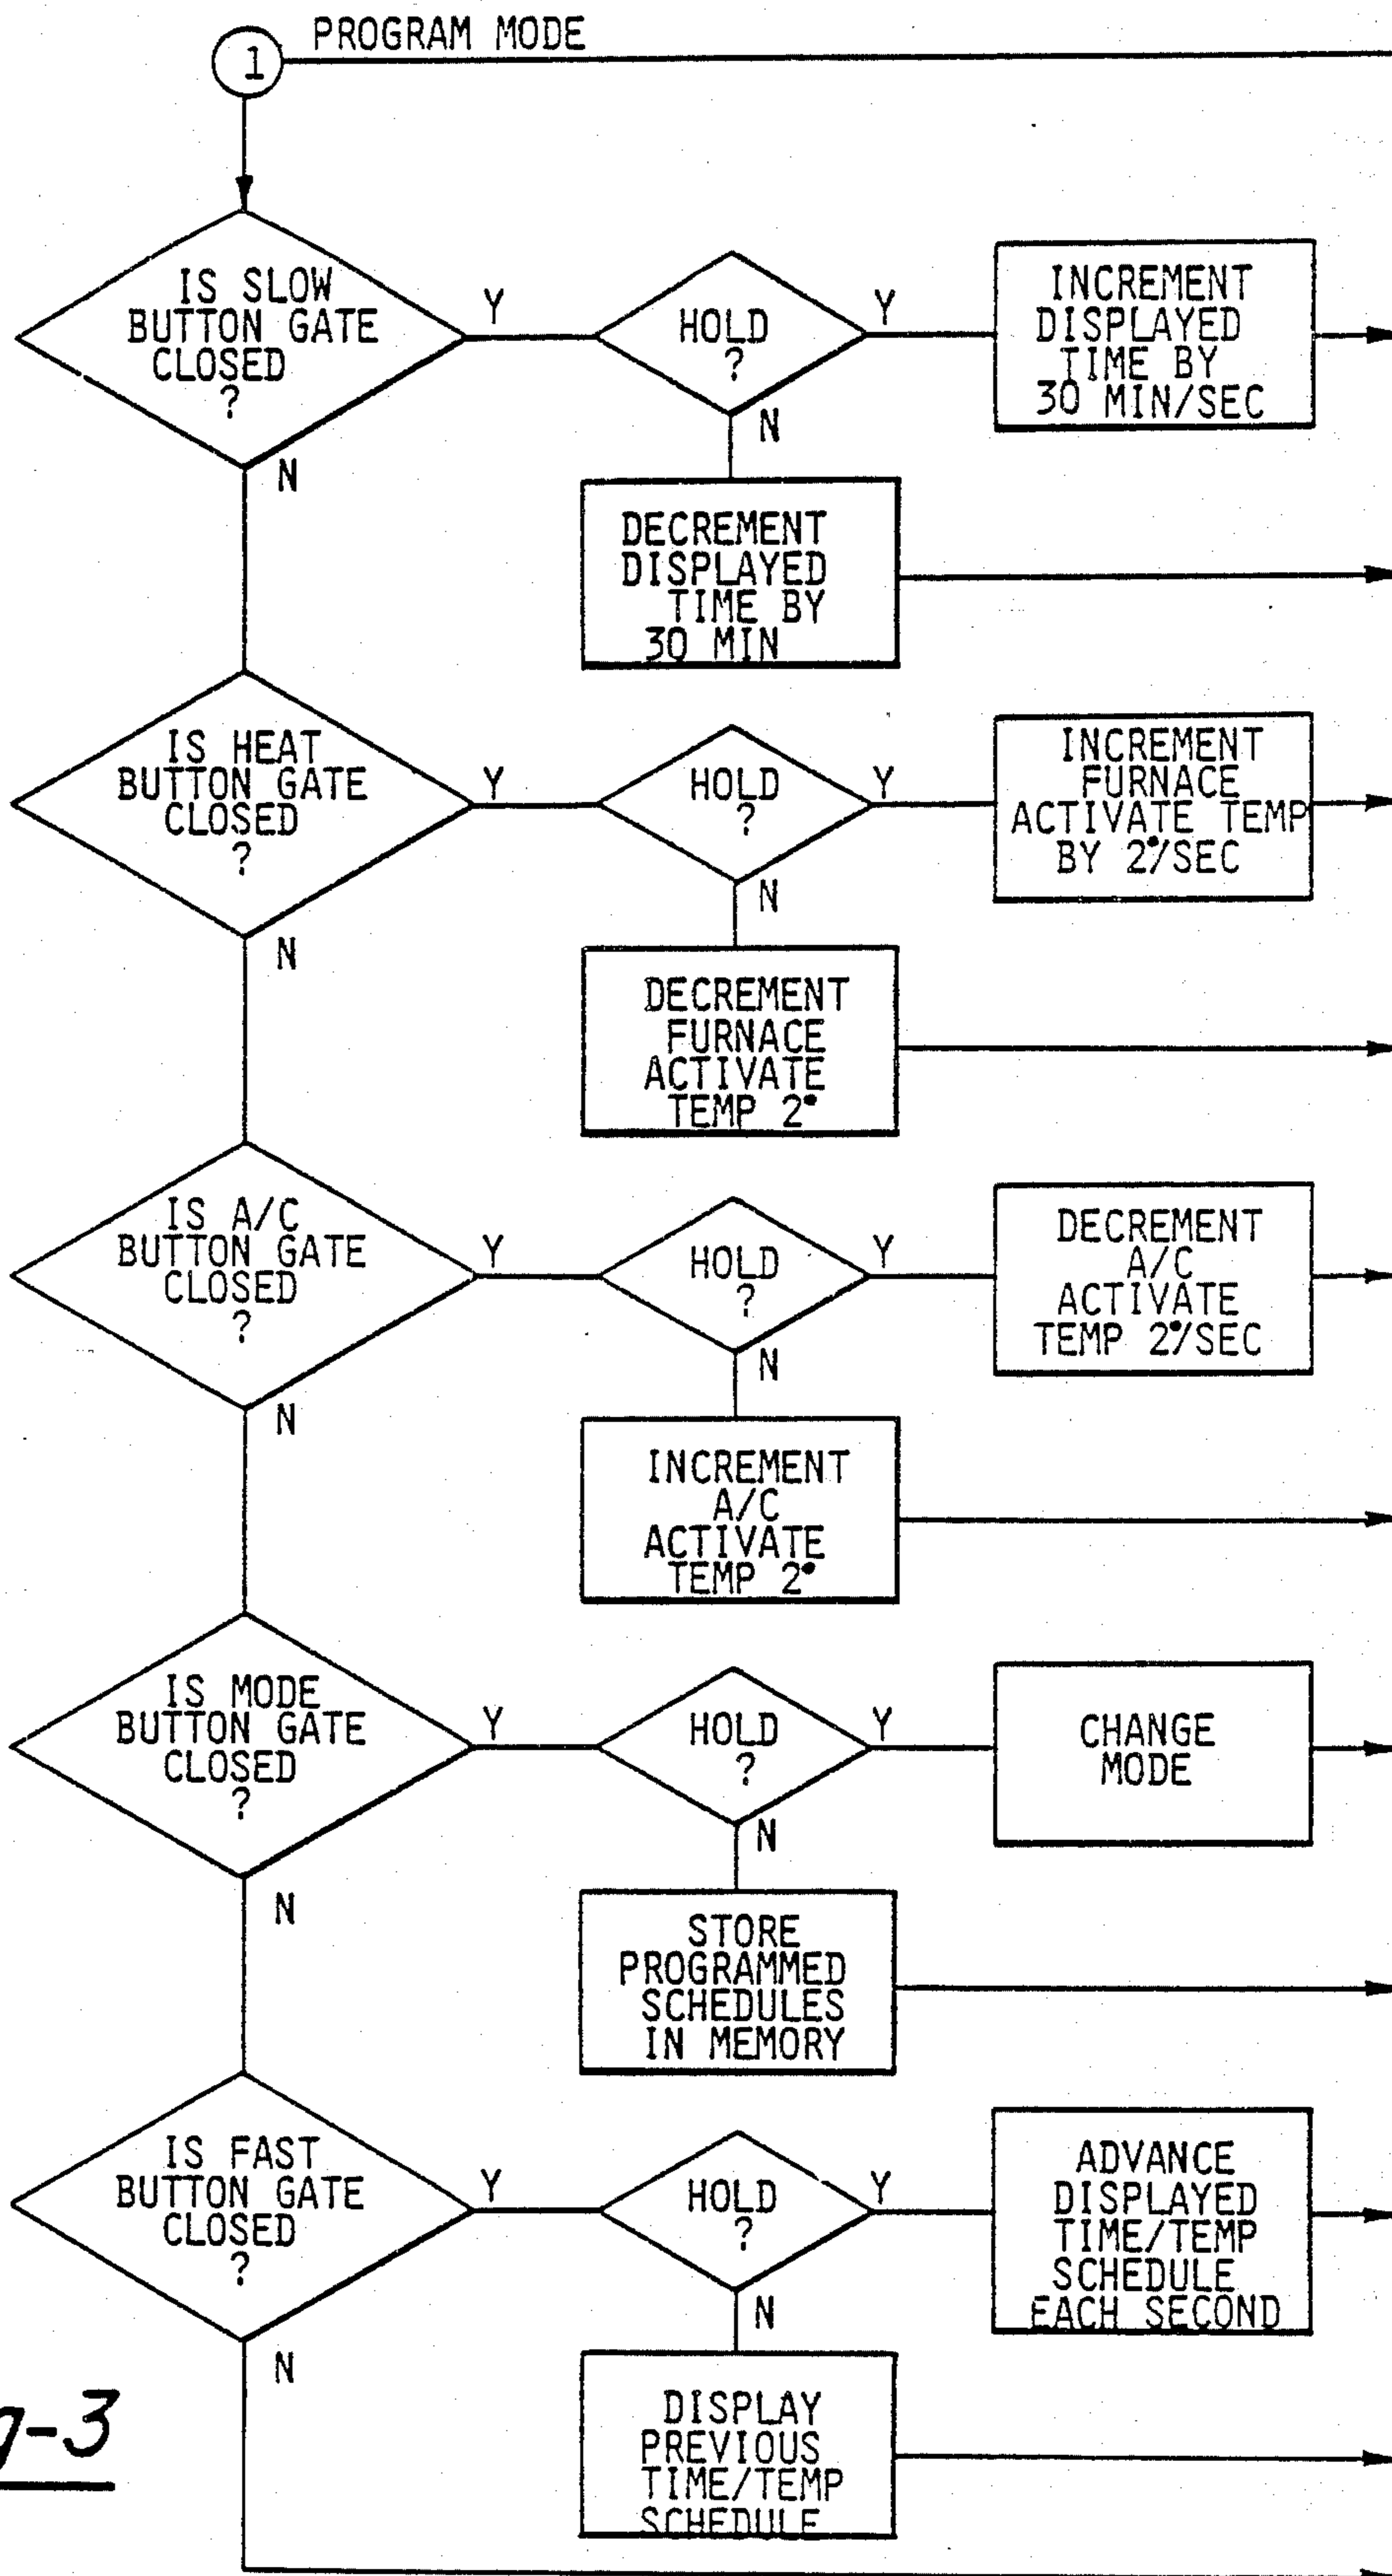 PROGRAM MODE
1
IS SLOW
BUTTON GATE
CLOSED
?
Y
N
HOLD
?
Y
N
INCREMENT
DISPLAYED
TIME BY
30 MIN/SEC
DECREMENT
DISPLAYED
TIME BY
30 MIN
IS HEAT
BUTTON GATE
CLOSED
?
Y
N
HOLD
?
Y
N
INCREMENT
FURNACE
ACTIVATE TEMP
BY 2°/SEC
DECREMENT
FURNACE
ACTIVATE
TEMP 2°
IS A/C
BUTTON GATE
CLOSED
?
Y
N
HOLD
?
Y
N
DECREMENT
A/C
ACTIVATE
TEMP 2°/SEC
INCREMENT
A/C
ACTIVATE
TEMP 2°
IS MODE
BUTTON GATE
CLOSED
?
Y
N
HOLD
?
Y
N
CHANGE
MODE
STORE
PROGRAMMED
SCHEDULES
IN MEMORY
IS FAST
BUTTON GATE
CLOSED
?
Y
N
HOLD
?
Y
N
ADVANCE
DISPLAYED
TIME/TEMP
SCHEDULE
EACH SECOND
DISPLAY
PREVIOUS
TIME/TEMP
SCHEDULE
g-3